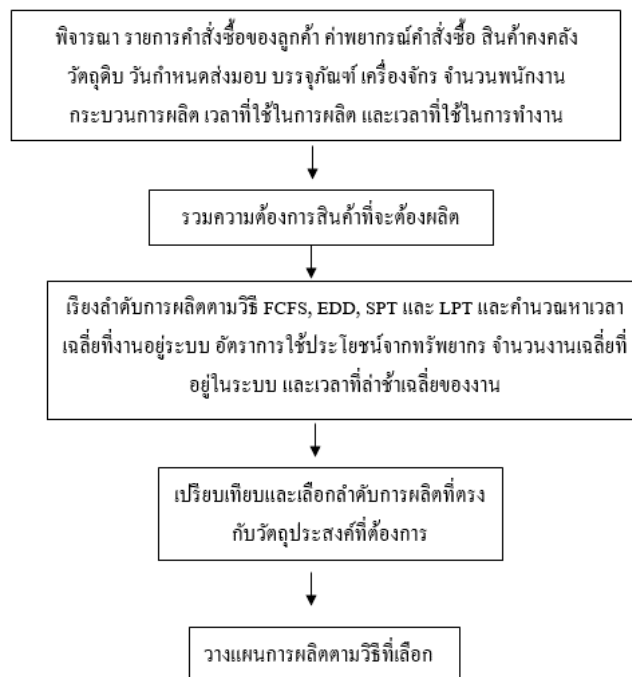 พิจารณา รายการคำสั่งซื้อของลูกค้า ค่าพยากรณ์คำสั่งซื้อ สินค้าคงคลัง
วัตถุดิบ วันกำหนดส่งมอบ บรรจุภัณฑ์ เครื่องจักร จำนวนพนักงาน
กระบวนการผลิต เวลาที่ใช้ในการผลิต และเวลาที่ใช้ในการทำงาน
รวมความต้องการสินค้าที่จะต้องผลิต
เรียงลำดับการผลิตตามวิธี FCFS, EDD, SPT และ LPT และคำนวณหาเวลา
เฉลี่ยที่งานอยู่ระบบ อัตราการใช้ประโยชน์จากทรัพยากร จำนวนงานเฉลี่ยที่
อยู่ในระบบ และเวลาที่ล่าช้าเฉลี่ยของงาน
เปรียบเทียบและเลือกลำดับการผลิตที่ตรง
กับวัตถุประสงค์ที่ต้องการ
วางแผนการผลิตตามวิธีที่เลือก